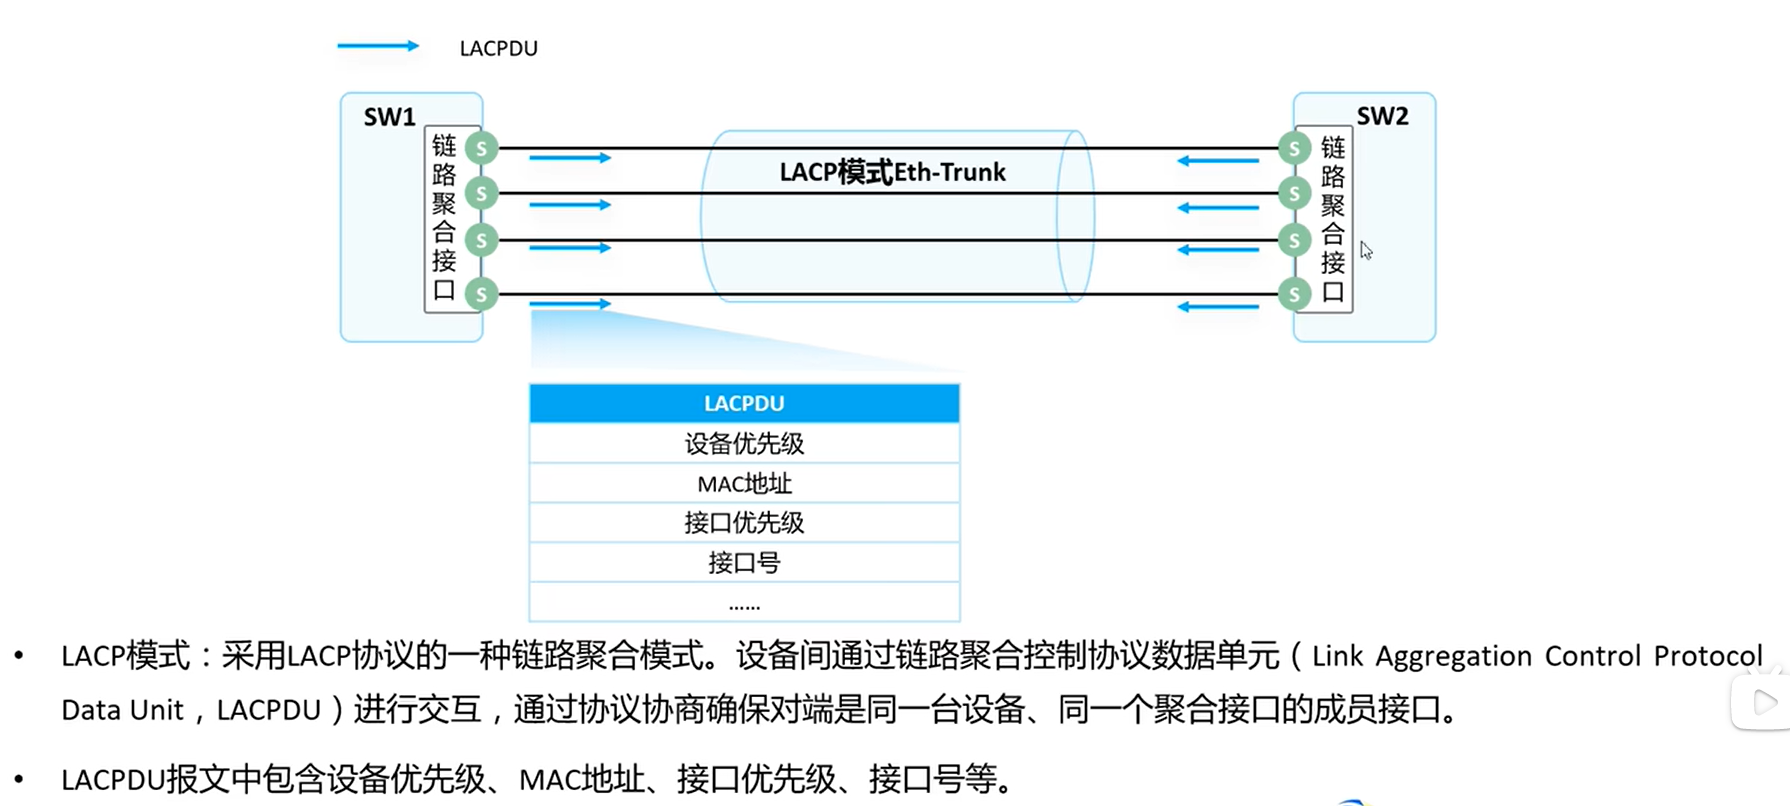 LACPDU
SW1
SW2
链路聚合接口
S
S
S
S
LACP模式Eth-Trunk
S
S
S
S
链路聚合接口
LACPDU
设备优先级
MAC地址
接口优先级
接口号
......
• LACP模式：采用LACP协议的一种链路聚合模式。设备间通过链路聚合控制协议数据单元（Link Aggregation Control Protocol
Data Unit，LACPDU）进行交互，通过协议协商确保对端是同一台设备、同一个聚合接口的成员接口。
• LACPDU报文中包含设备优先级、MAC地址、接口优先级、接口号等。